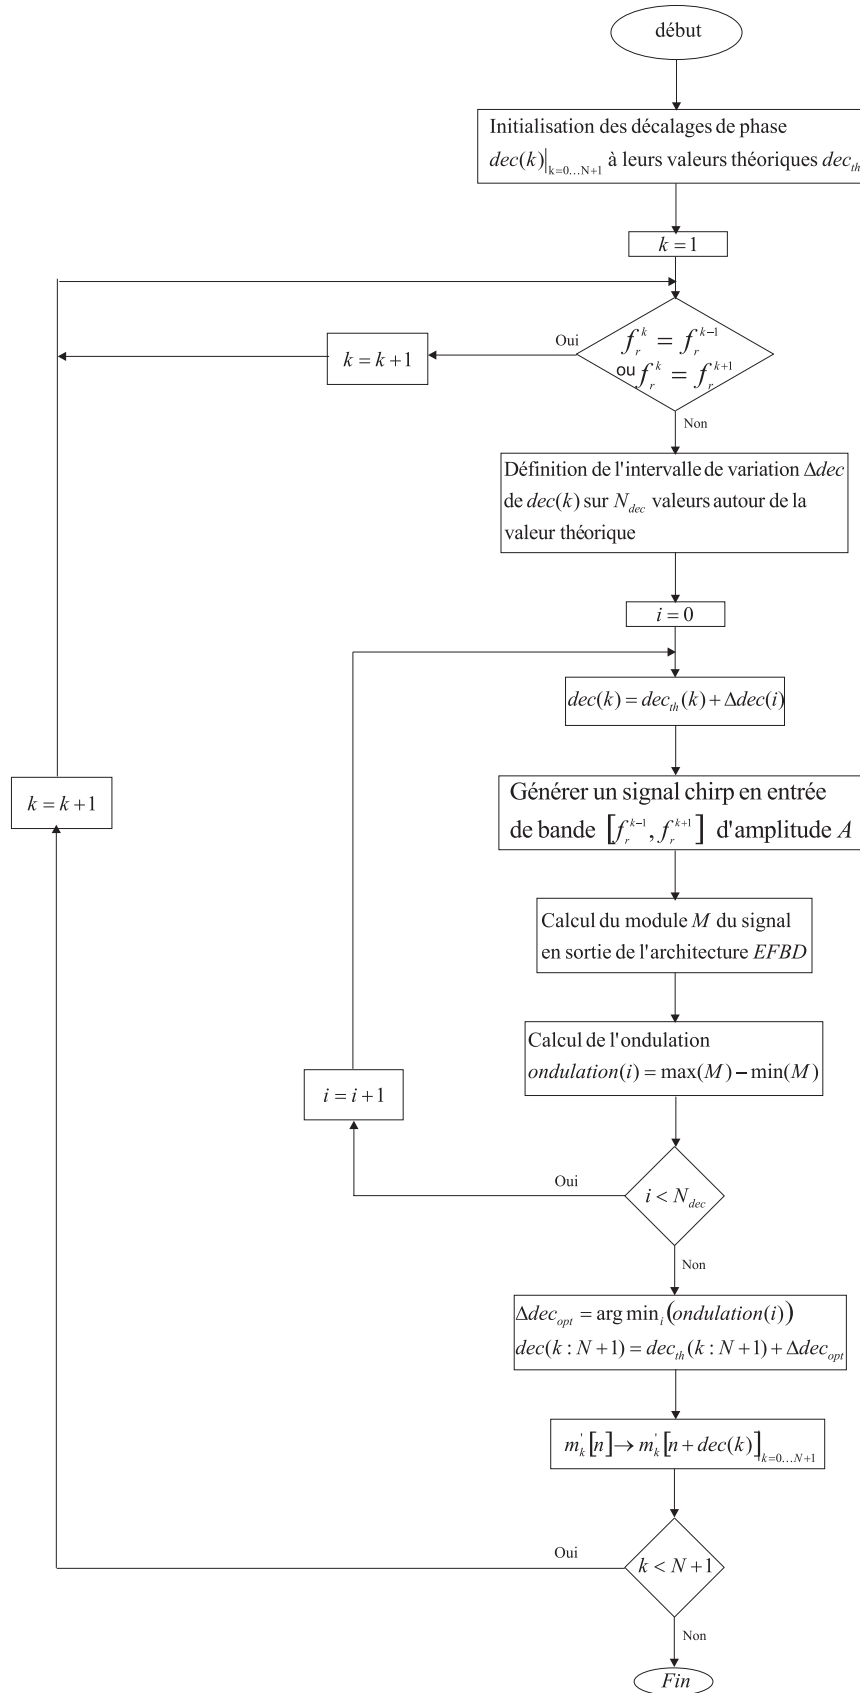 début
Initialisation des décalages de phase
dec(k)|k=0…N+1 à leurs valeurs théoriques dec_th
k = 1
f_r^k = f_r^{k-1}
ou f_r^k = f_r^{k+1}
Oui
k = k+1
Non
Définition de l'intervalle de variation Δdec
de dec(k) sur N_dec valeurs autour de la
valeur théorique
i = 0
dec(k) = dec_th(k) + Δdec(i)
k = k+1
Générer un signal chirp en entrée
de bande [f_r^{k-1}, f_r^{k+1}] d'amplitude A
Calcul du module M du signal
en sortie de l'architecture EFBD
Calcul de l'ondulation
ondulation(i) = max(M) − min(M)
i = i+1
Oui
i < N_dec
Non
Δdec_opt = arg min_i (ondulation(i))
dec(k : N+1) = dec_th(k : N+1) + Δdec_opt
m'_k[n] → m'_k[n + dec(k)]|k=0…N+1
Oui
k < N+1
Non
Fin